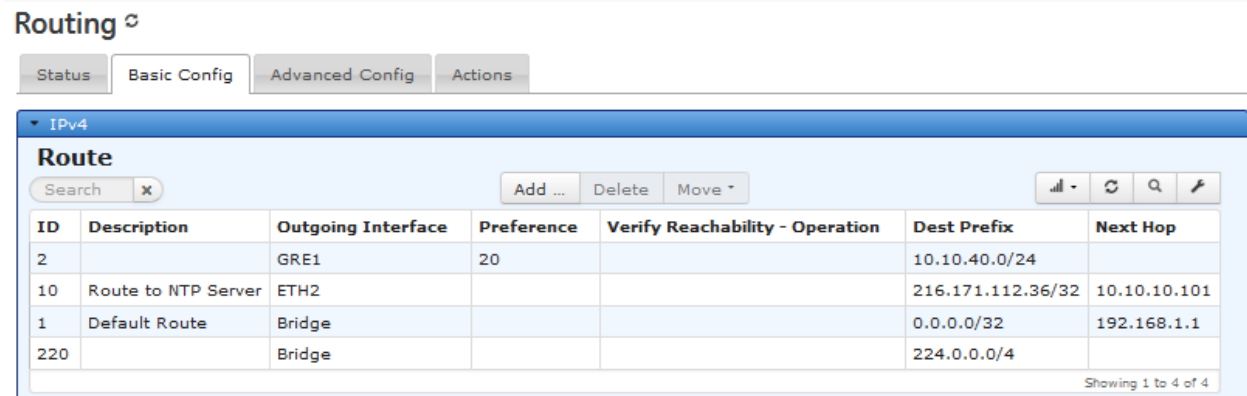 Routing
Status Basic Config Advanced Config Actions
IPv4
Route
Search x Add ... Delete Move
ID Description Outgoing Interface Preference Verify Reachability - Operation Dest Prefix Next Hop
2 GRE1 20 10.10.40.0/24
10 Route to NTP Server ETH2 216.171.112.36/32 10.10.10.101
1 Default Route Bridge 0.0.0.0/32 192.168.1.1
220 Bridge 224.0.0.0/4
Showing 1 to 4 of 4